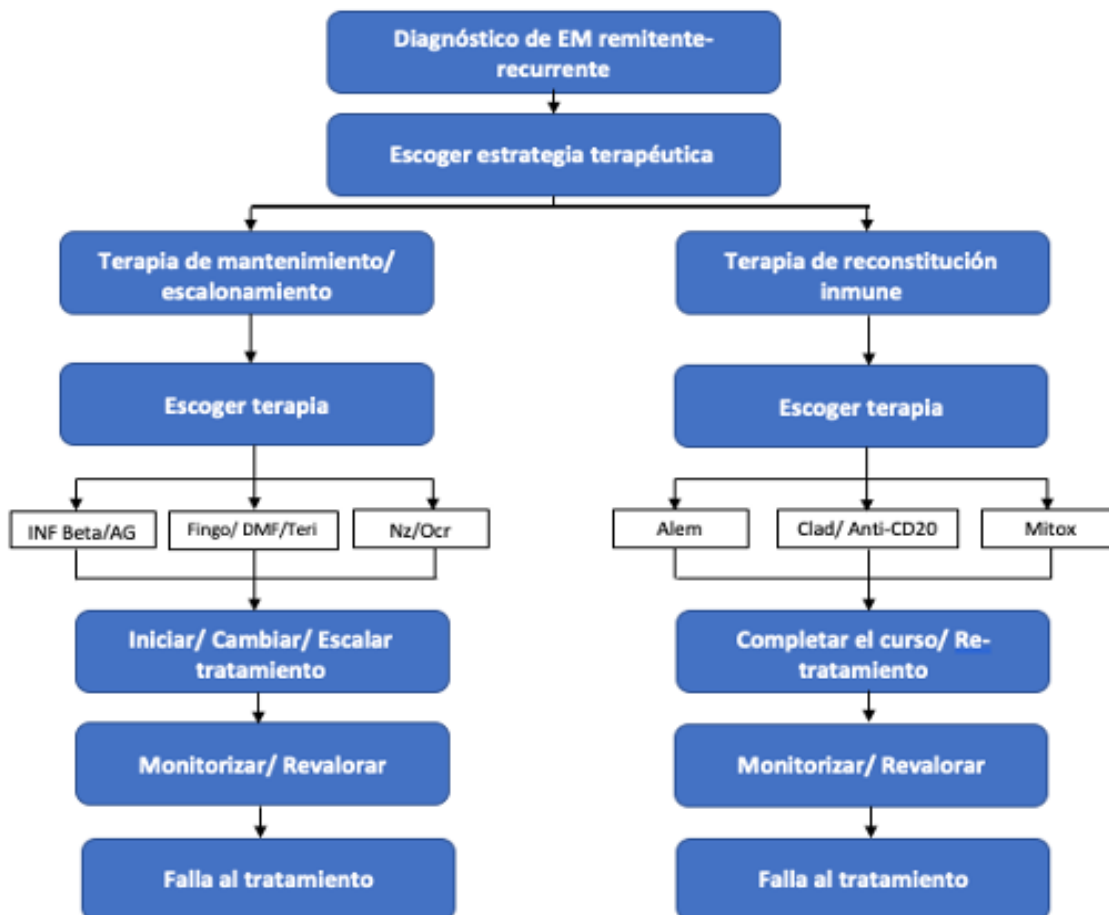 Diagnóstico de EM remitente-
recurrente
Escoger estrategia terapéutica
Terapia de mantenimiento/
escalonamiento
Terapia de reconstitución
inmune
Escoger terapia
Escoger terapia
INF Beta/AG
Fingo/ DMF/Teri
Nz/Ocr
Alem
Clad/ Anti-CD20
Mitox
Iniciar/ Cambiar/ Escalar
tratamiento
Completar el curso/ Re-
tratamiento
Monitorizar/ Revalorar
Monitorizar/ Revalorar
Falla al tratamiento
Falla al tratamiento